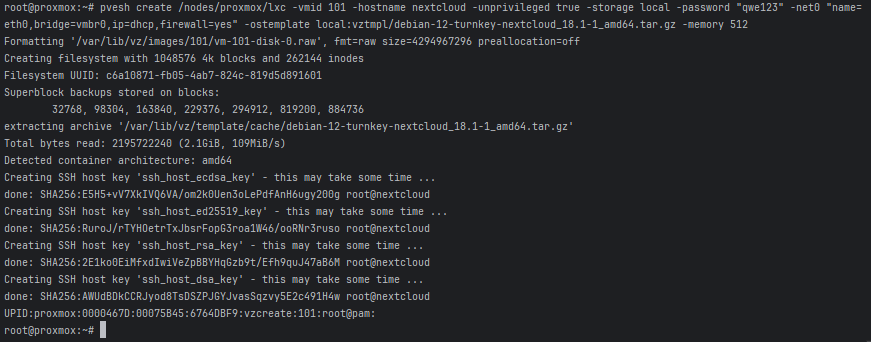 root@proxmox:~# pvesh create /nodes/proxmox/lxc -vmid 101 -hostname nextcloud -unprivileged true -storage local -password "qwe123" -net0 "name=
eth0,bridge=vmbr0,ip=dhcp,firewall=yes" -ostemplate local:vztmpl/debian-12-turnkey-nextcloud_18.1-1_amd64.tar.gz -memory 512
Formatting '/var/lib/vz/images/101/vm-101-disk-0.raw', fmt=raw size=4294967296 preallocation=off
Creating filesystem with 1048576 4k blocks and 262144 inodes
Filesystem UUID: c6a10871-fb05-4ab7-824c-819d5d891601
Superblock backups stored on blocks:
        32768, 98304, 163840, 229376, 294912, 819200, 884736
extracting archive '/var/lib/vz/template/cache/debian-12-turnkey-nextcloud_18.1-1_amd64.tar.gz'
Total bytes read: 2195722240 (2.1GiB, 109MiB/s)
Detected container architecture: amd64
Creating SSH host key 'ssh_host_ecdsa_key' - this may take some time ...
done: SHA256:E5H5+vV7XkIVQ6VA/om2k0Uen3oLePdfAnH6ugy200g root@nextcloud
Creating SSH host key 'ssh_host_ed25519_key' - this may take some time ...
done: SHA256:RuroJ/rTYHOetrTxJbsrFopG3roa1W46/ooRNr3ruso root@nextcloud
Creating SSH host key 'ssh_host_rsa_key' - this may take some time ...
done: SHA256:2E1ko0EiMfxdIwiVeZpBBYHqGzb9t/Efh9quJ47aB6M root@nextcloud
Creating SSH host key 'ssh_host_dsa_key' - this may take some time ...
done: SHA256:AWUdBDkCCRJyod8TsDSZPJGYJvasSqzvy5E2c491H4w root@nextcloud
UPID:proxmox:0000467D:00075B45:6764DBF9:vzcreate:101:root@pam:
root@proxmox:~#